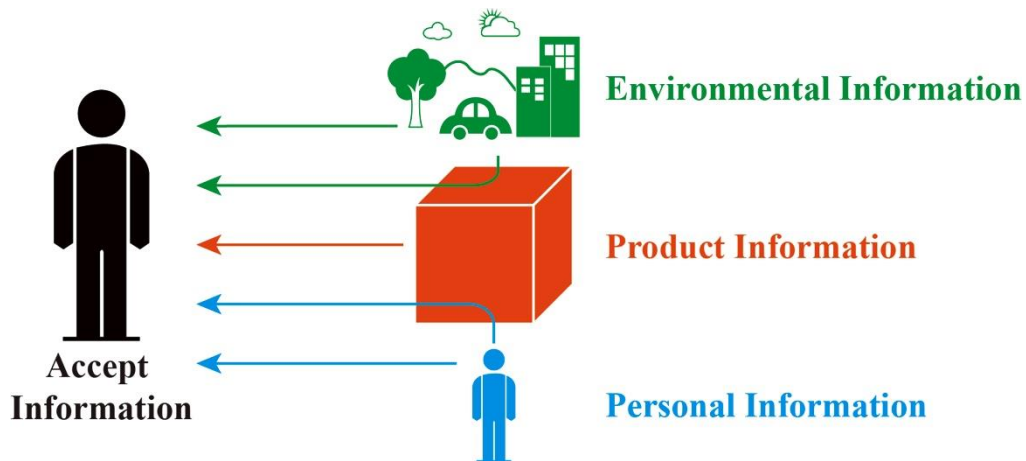 Environmental Information
Product Information
Accept
Information
Personal Information